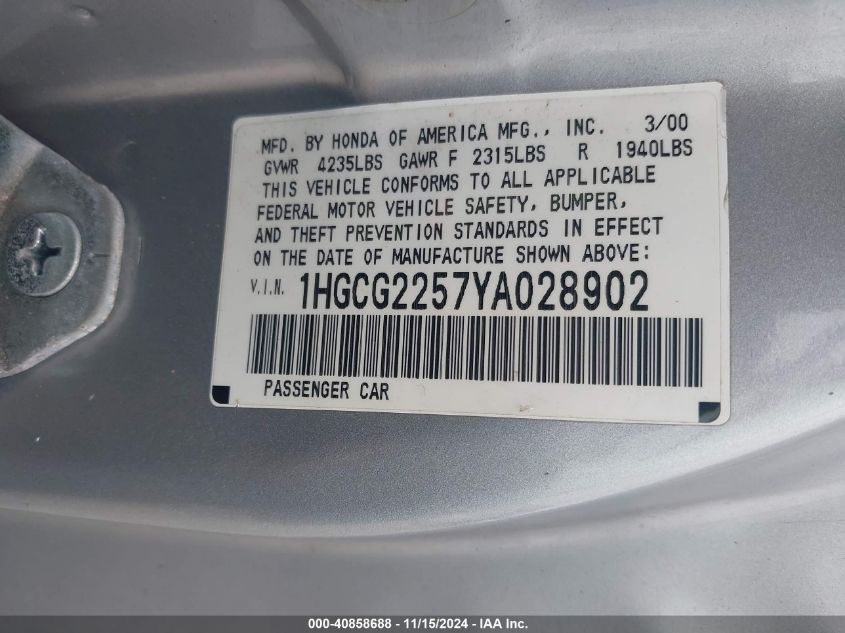 MFD. BY HONDA OF AMERICA MFG., INC. 3/00
GVWR 4235LBS GAWR F 2315LBS R 1940LBS
THIS VEHICLE CONFORMS TO ALL APPLICABLE
FEDERAL MOTOR VEHICLE SAFETY, BUMPER,
AND THEFT PREVENTION STANDARDS IN EFFECT
ON THE DATE OF MANUFACTURE SHOWN ABOVE:
V.I.N. 1HGCG2257YA028902
PASSENGER CAR
000-40858688 - 11/15/2024 - IAA Inc.